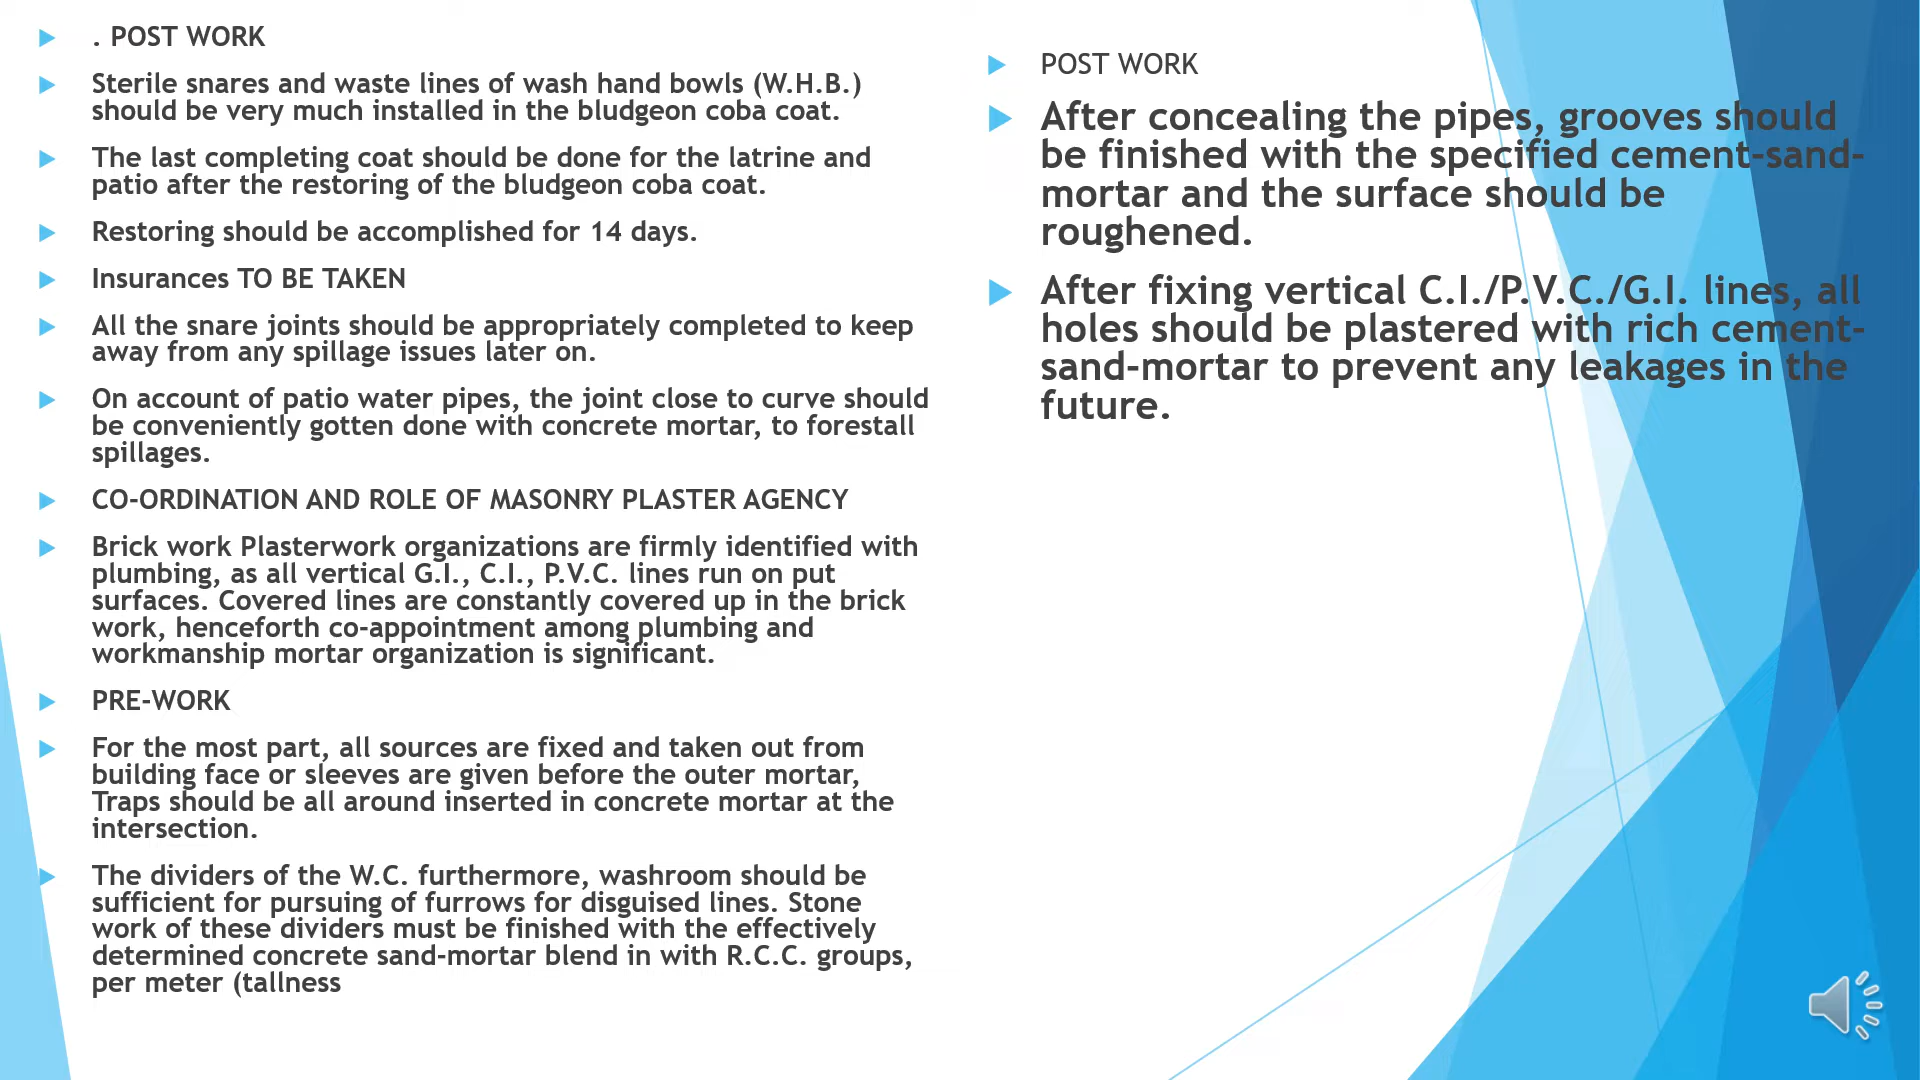 . POST WORK
Sterile snares and waste lines of wash hand bowls (W.H.B.)
should be very much installed in the bludgeon coba coat.
The last completing coat should be done for the latrine and
patio after the restoring of the bludgeon coba coat.
Restoring should be accomplished for 14 days.
Insurances TO BE TAKEN
All the snare joints should be appropriately completed to keep
away from any spillage issues later on.
On account of patio water pipes, the joint close to curve should
be conveniently gotten done with concrete mortar, to forestall
spillages.
CO-ORDINATION AND ROLE OF MASONRY PLASTER AGENCY
Brick work Plasterwork organizations are firmly identified with
plumbing, as all vertical G.I., C.I., P.V.C. lines run on put
surfaces. Covered lines are constantly covered up in the brick
work, henceforth co-appointment among plumbing and
workmanship mortar organization is significant.
PRE-WORK
For the most part, all sources are fixed and taken out from
building face or sleeves are given before the outer mortar,
Traps should be all around inserted in concrete mortar at the
intersection.
The dividers of the W.C. furthermore, washroom should be
sufficient for pursuing of furrows for disguised lines. Stone
work of these dividers must be finished with the effectively
determined concrete sand-mortar blend in with R.C.C. groups,
per meter (tallness
POST WORK
After concealing the pipes, grooves should
be finished with the specified cement-sand-
mortar and the surface should be
roughened.
After fixing vertical C.I./P.V.C./G.I. lines, all
holes should be plastered with rich cement-
sand-mortar to prevent any leakages in the
future.